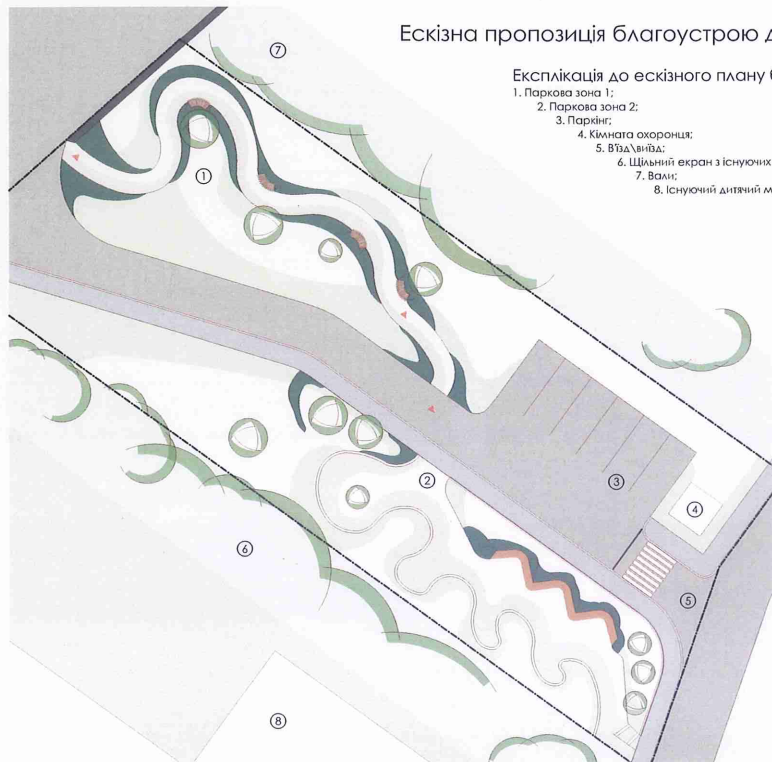 Ескізна пропозиція благоустрою
Експлікація до ескізного плану
1. Паркова зона 1;
2. Паркова зона 2;
3. Паркінг;
4. Кімната охоронця;
5. В'їзд\виїзд;
6. Щільний екран з існуючих
7. Вали;
8. Існуючий дитячий
7
1
3
4
2
5
6
8